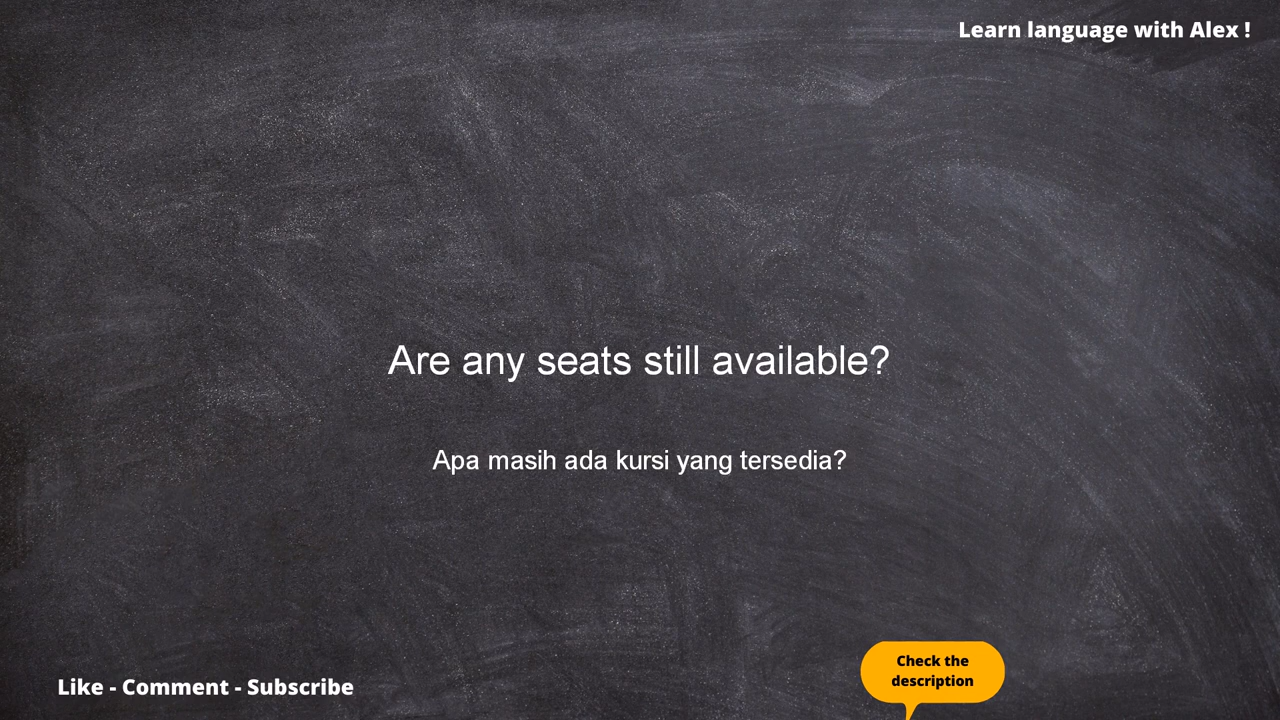 Learn language with Alex !
Are any seats still available?
Apa masih ada kursi yang tersedia?
Check the
description
Like - Comment - Subscribe